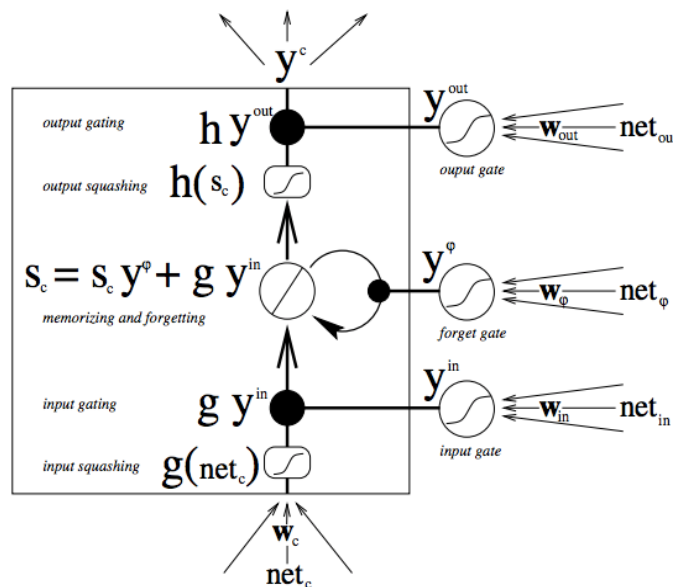 y^c
output gating
h y^out
y^out
w_out
net_ou
ouput gate
output squashing
h(s_c)
s_c = s_c y^φ + g y^in
memorizing and forgetting
y^φ
w_φ
net_φ
forget gate
input gating
g y^in
y^in
w_in
net_in
input gate
input squashing
g(net_c)
w_c
net_c